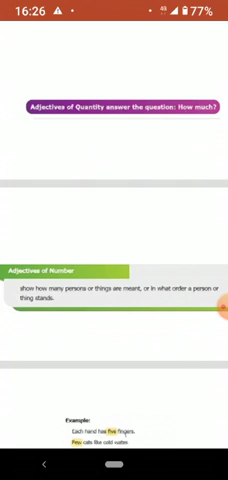 16:26
4G 77%
Adjectives of Quantity answer the question: How much?
Adjectives of Number
show how many persons or things are meant, or in what order a person or
thing stands.
Example:
Each hand has five fingers.
Few cats like cold water.